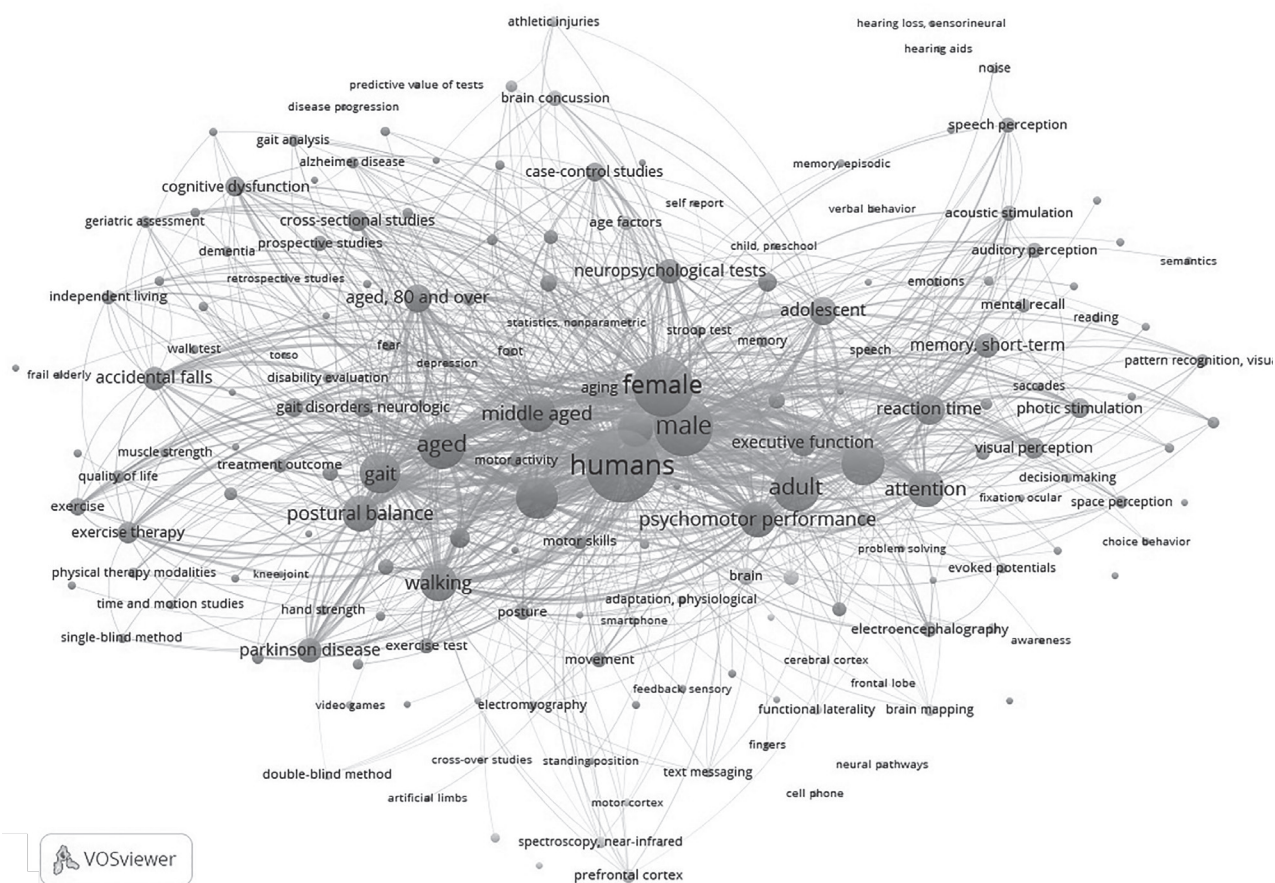 athletic injuries
hearing loss, sensorineural
hearing aids
noise
predictive value of tests
brain concussion
disease progression
speech perception
gait analysis
alzheimer disease
case-control studies
memory, episodic
cognitive dysfunction
self report
verbal behavior
geriatric assessment
cross-sectional studies
age factors
acoustic stimulation
dementia
prospective studies
child, preschool
auditory perception
semantics
retrospective studies
neuropsychological tests
emotions
independent living
aged, 80 and over
adolescent
mental recall
reading
statistics, nonparametric
stroop test
memory
walk test
torso
fear
depression
foot
speech
memory, short-term
pattern recognition, visua
frail elderly
accidental falls
disability evaluation
aging
female
saccades
gait disorders, neurologic
middle aged
male
reaction time
photic stimulation
aged
executive function
visual perception
muscle strength
treatment outcome
motor activity
humans
quality of life
gait
adult
attention
decision making
fixation, ocular
space perception
exercise
postural balance
psychomotor performance
exercise therapy
motor skills
problem solving
choice behavior
physical therapy modalities
knee joint
walking
brain
evoked potentials
time and motion studies
hand strength
posture
adaptation, physiological
smartphone
single-blind method
parkinson disease
exercise test
electroencephalography
awareness
movement
cerebral cortex
feedback, sensory
frontal lobe
video games
electromyography
functional laterality
brain mapping
fingers
cross-over studies
standing position
neural pathways
double-blind method
text messaging
artificial limbs
motor cortex
cell phone
spectroscopy, near-infrared
VOSviewer
prefrontal cortex